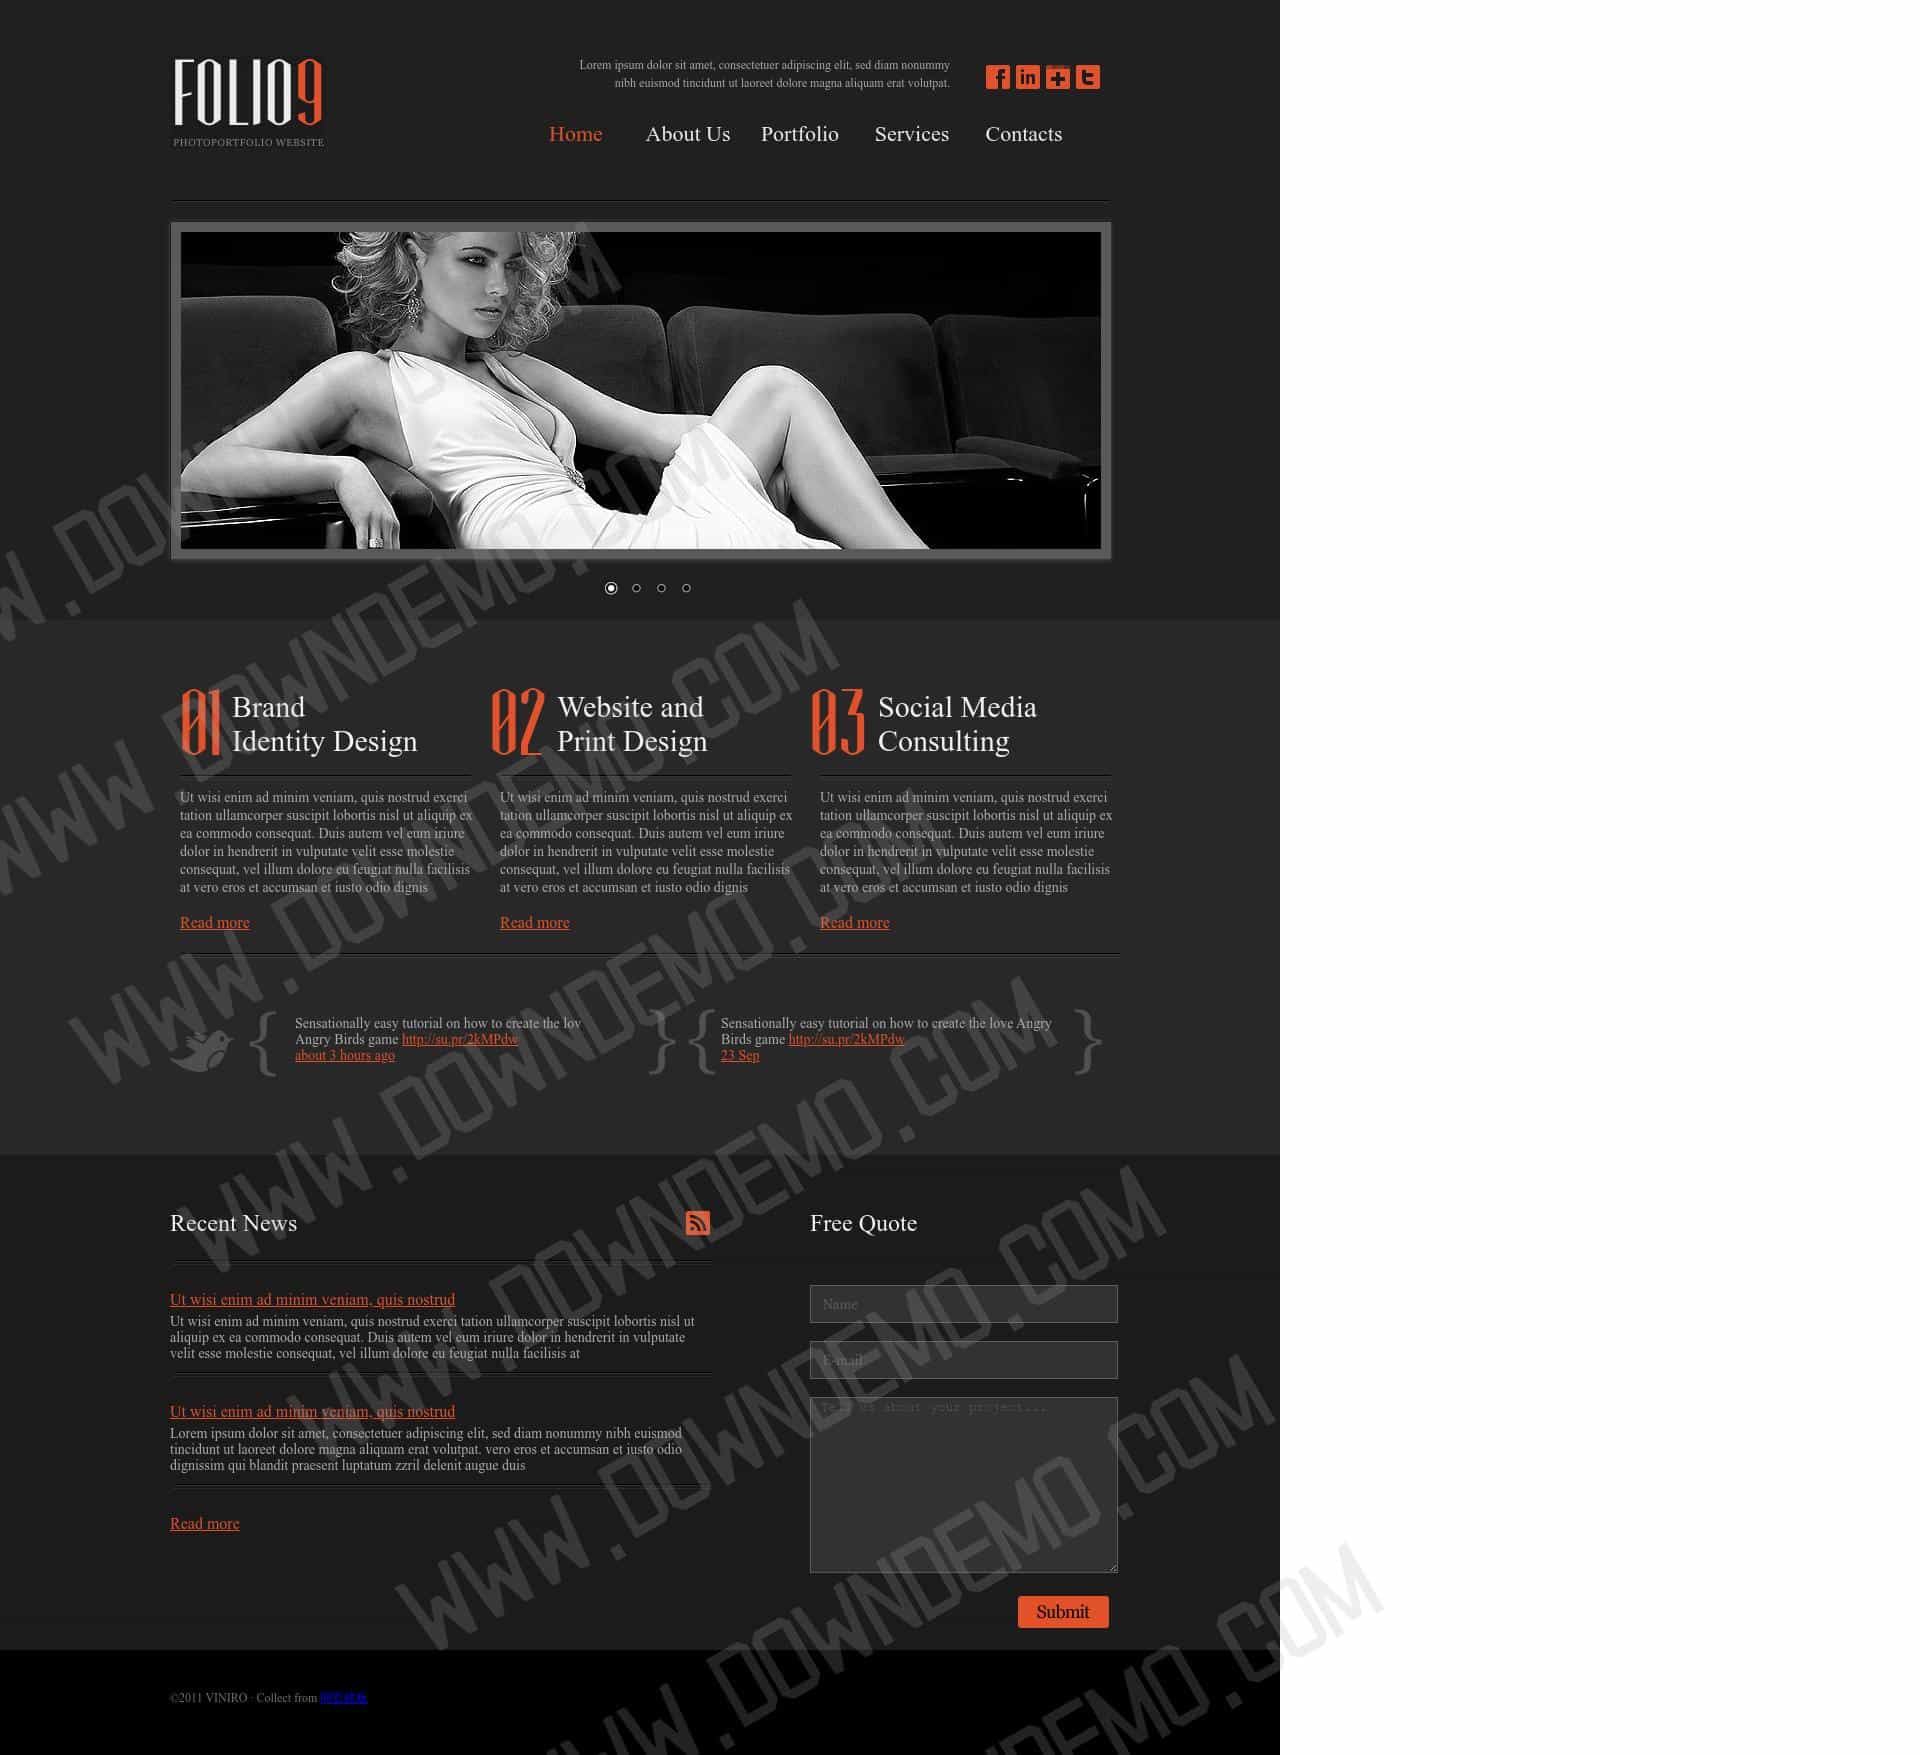 FOLIO9
PHOTOPORTFOLIO WEBSITE
Lorem ipsum dolor sit amet, consectetuer adipiscing elit, sed diam nonummy
nibh euismod tincidunt ut laoreet dolore magna aliquam erat volutpat.
Home About Us Portfolio Services Contacts
01 Brand
Identity Design
Ut wisi enim ad minim veniam, quis nostrud exerci
tation ullamcorper suscipit lobortis nisl ut aliquip ex
ea commodo consequat. Duis autem vel eum iriure
dolor in hendrerit in vulputate velit esse molestie
consequat, vel illum dolore eu feugiat nulla facilisis
at vero eros et accumsan et iusto odio dignis
Read more
02 Website and
Print Design
Ut wisi enim ad minim veniam, quis nostrud exerci
tation ullamcorper suscipit lobortis nisl ut aliquip ex
ea commodo consequat. Duis autem vel eum iriure
dolor in hendrerit in vulputate velit esse molestie
consequat, vel illum dolore eu feugiat nulla facilisis
at vero eros et accumsan et iusto odio dignis
Read more
03 Social Media
Consulting
Ut wisi enim ad minim veniam, quis nostrud exerci
tation ullamcorper suscipit lobortis nisl ut aliquip ex
ea commodo consequat. Duis autem vel eum iriure
dolor in hendrerit in vulputate velit esse molestie
consequat, vel illum dolore eu feugiat nulla facilisis
at vero eros et accumsan et iusto odio dignis
Read more
{ Sensationally easy tutorial on how to create the lov
Angry Birds game http://su.pr/2kMPdw
about 3 hours ago }
{ Sensationally easy tutorial on how to create the love Angry
Birds game http://su.pr/2kMPdw
23 Sep }
Recent News
Ut wisi enim ad minim veniam, quis nostrud
Ut wisi enim ad minim veniam, quis nostrud exerci tation ullamcorper suscipit lobortis nisl ut
aliquip ex ea commodo consequat. Duis autem vel eum iriure dolor in hendrerit in vulputate
velit esse molestie consequat, vel illum dolore eu feugiat nulla facilisis at
Ut wisi enim ad minim veniam, quis nostrud
Lorem ipsum dolor sit amet, consectetuer adipiscing elit, sed diam nonummy nibh euismod
tincidunt ut laoreet dolore magna aliquam erat volutpat. vero eros et accumsan et iusto odio
dignissim qui blandit praesent luptatum zzril delenit augue duis
Read more
Free Quote
Name
E-mail
Tell us about your project...
Submit
©2011 VINIRO · Collect from
WWW.DOWNDEMO.COM
WWW.DOWNDEMO.COM
WWW.DOWNDEMO.COM
WWW.DOWNDEMO.COM
WWW.DOWNDEMO.COM
WWW.DOWNDEMO.COM
WWW.DOWNDEMO.COM